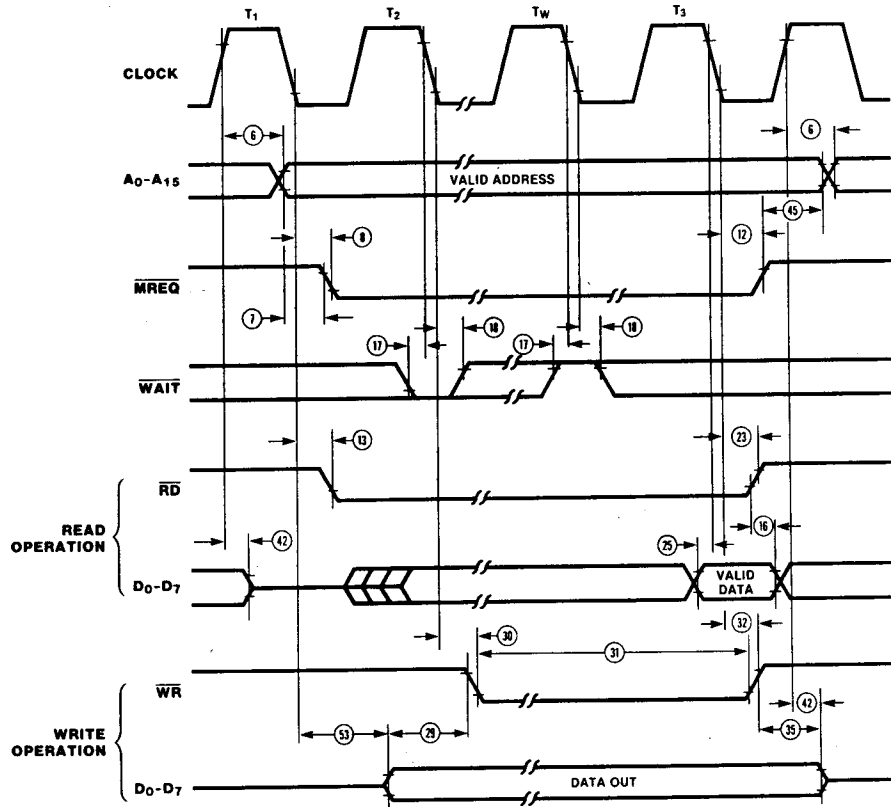 T1 T2 TW T3
CLOCK
6 6
A0-A15 VALID ADDRESS
45
8 12
MREQ
7
17 18 17 18
WAIT
13 23
RD
READ OPERATION
16
42 25
D0-D7 VALID DATA
32
30 31
WR
42
WRITE OPERATION
53 29 35
D0-D7 DATA OUT